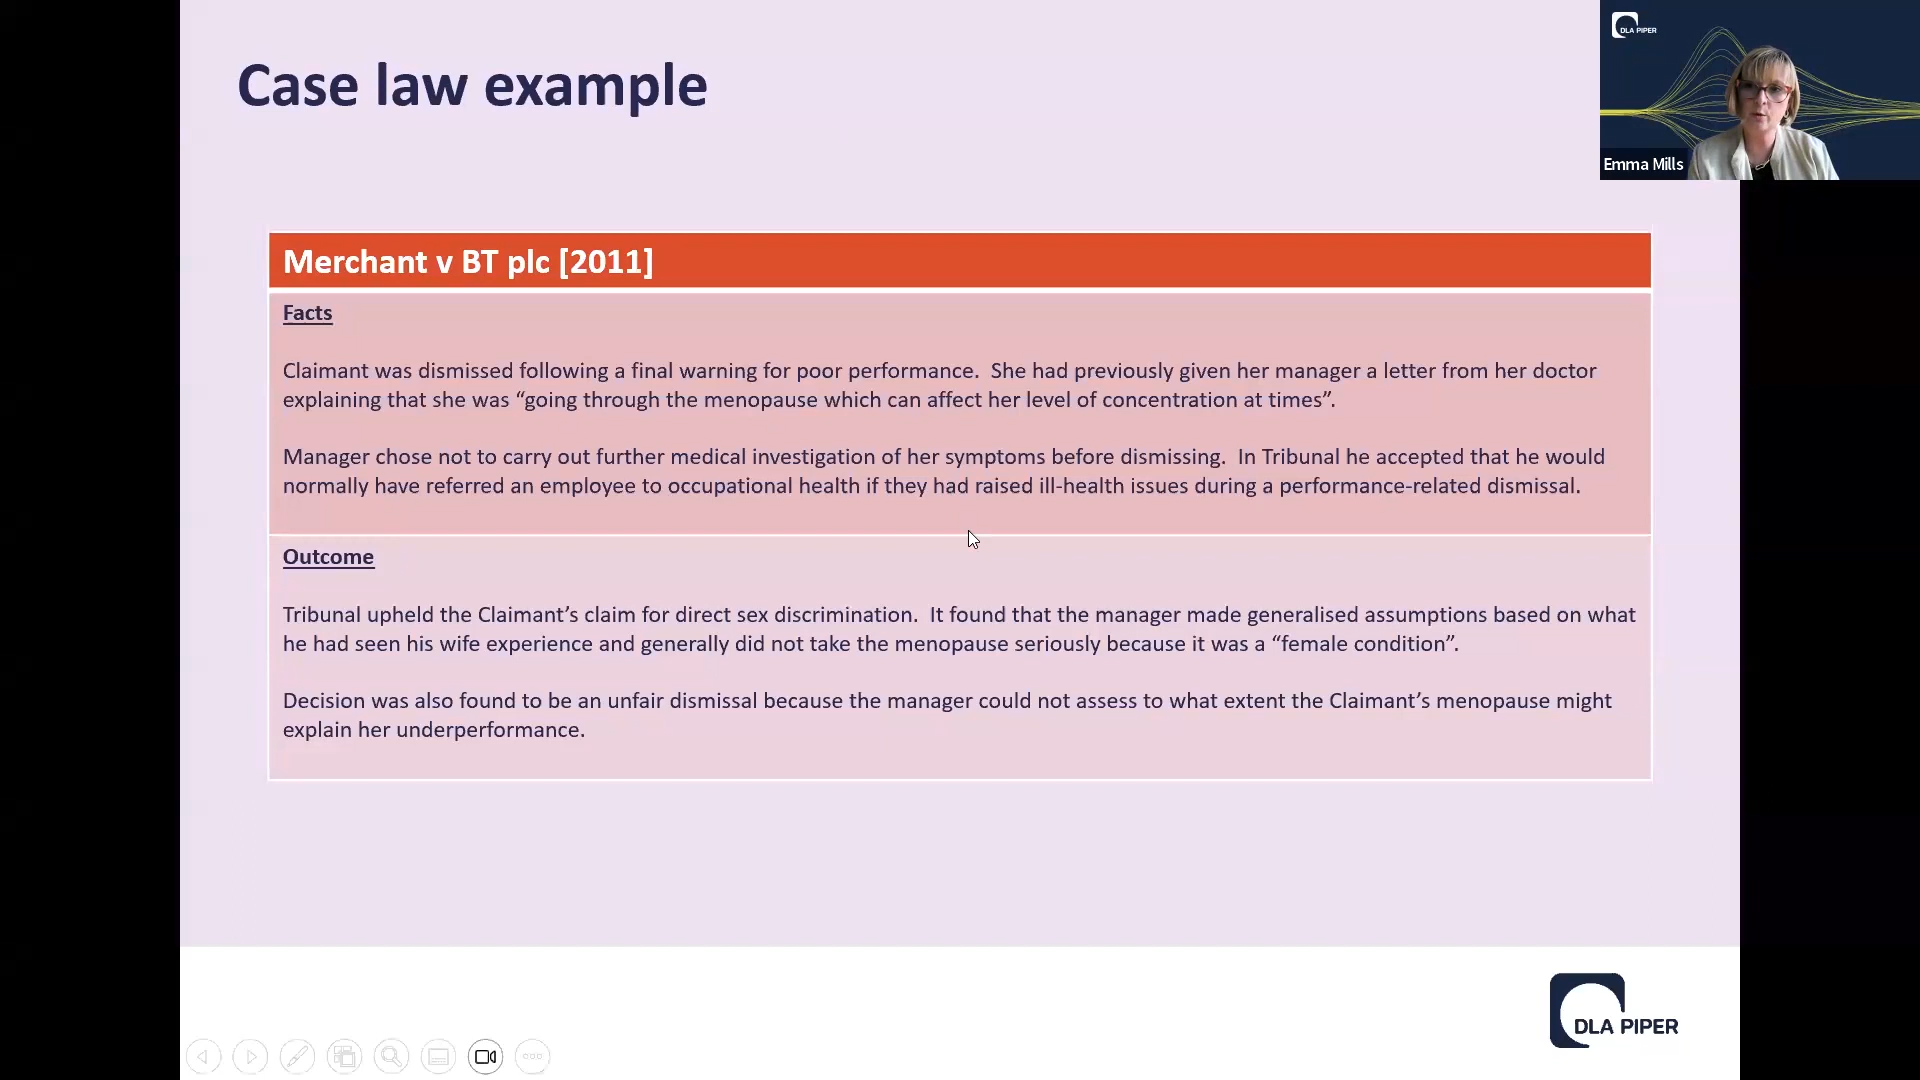 Case law example
DLA PIPER
Emma Mills
Merchant v BT plc [2011]
Facts
Claimant was dismissed following a final warning for poor performance.  She had previously given her manager a letter from her doctor
explaining that she was “going through the menopause which can affect her level of concentration at times”.
Manager chose not to carry out further medical investigation of her symptoms before dismissing.  In Tribunal he accepted that he would
normally have referred an employee to occupational health if they had raised ill-health issues during a performance-related dismissal.
Outcome
Tribunal upheld the Claimant’s claim for direct sex discrimination.  It found that the manager made generalised assumptions based on what
he had seen his wife experience and generally did not take the menopause seriously because it was a “female condition”.
Decision was also found to be an unfair dismissal because the manager could not assess to what extent the Claimant’s menopause might
explain her underperformance.
DLA PIPER